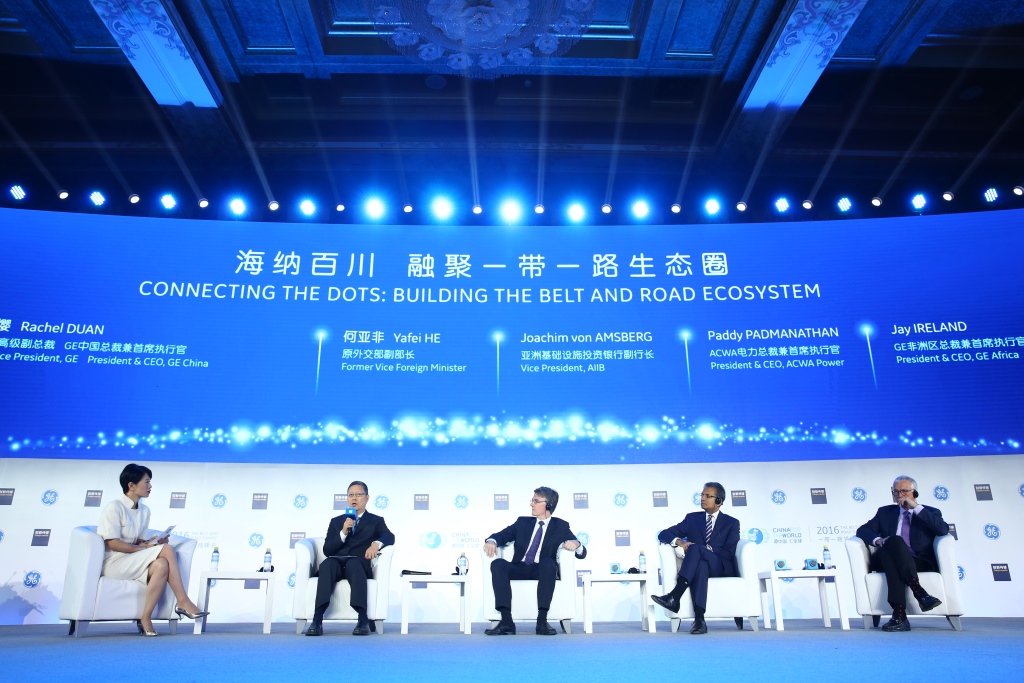 海纳百川 融聚一带一路生态圈
CONNECTING THE DOTS: BUILDING THE BELT AND ROAD ECOSYSTEM
璎 Rachel DUAN
高级副总裁 GE中国总裁兼首席执行官
ce President, GE President & CEO, GE China
何亚非 Yafei HE
原外交部副部长
Former Vice Foreign Minister
Joachim von AMSBERG
亚洲基础设施投资银行副行长
Vice President, AIIB
Paddy PADMANATHAN
ACWA电力总裁兼首席执行官
President & CEO, ACWA Power
Jay IRELAND
GE非洲区总裁兼首席执行官
President & CEO, GE Africa
CHINA
WORLD
2016